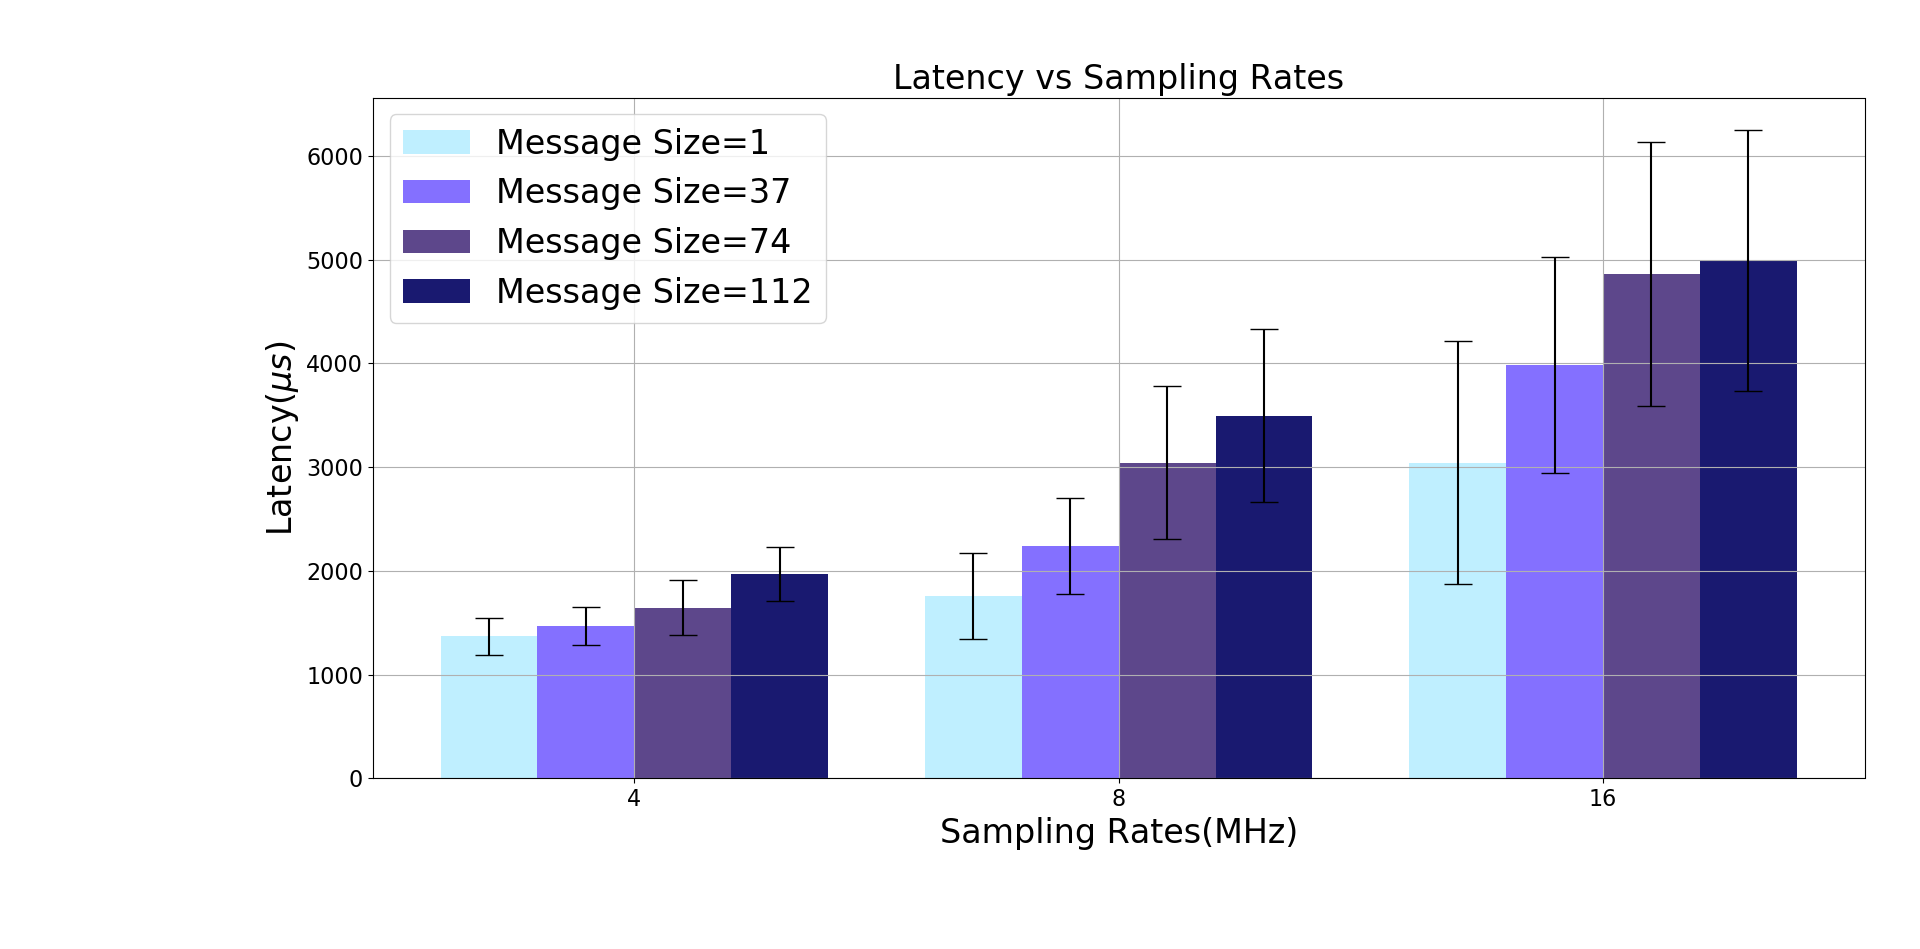 Latency vs Sampling Rates
Message Size=1
Message Size=37
Message Size=74
Message Size=112
6000
5000
4000
3000
2000
1000
0
Latency(μs)
4 8 16
Sampling Rates(MHz)